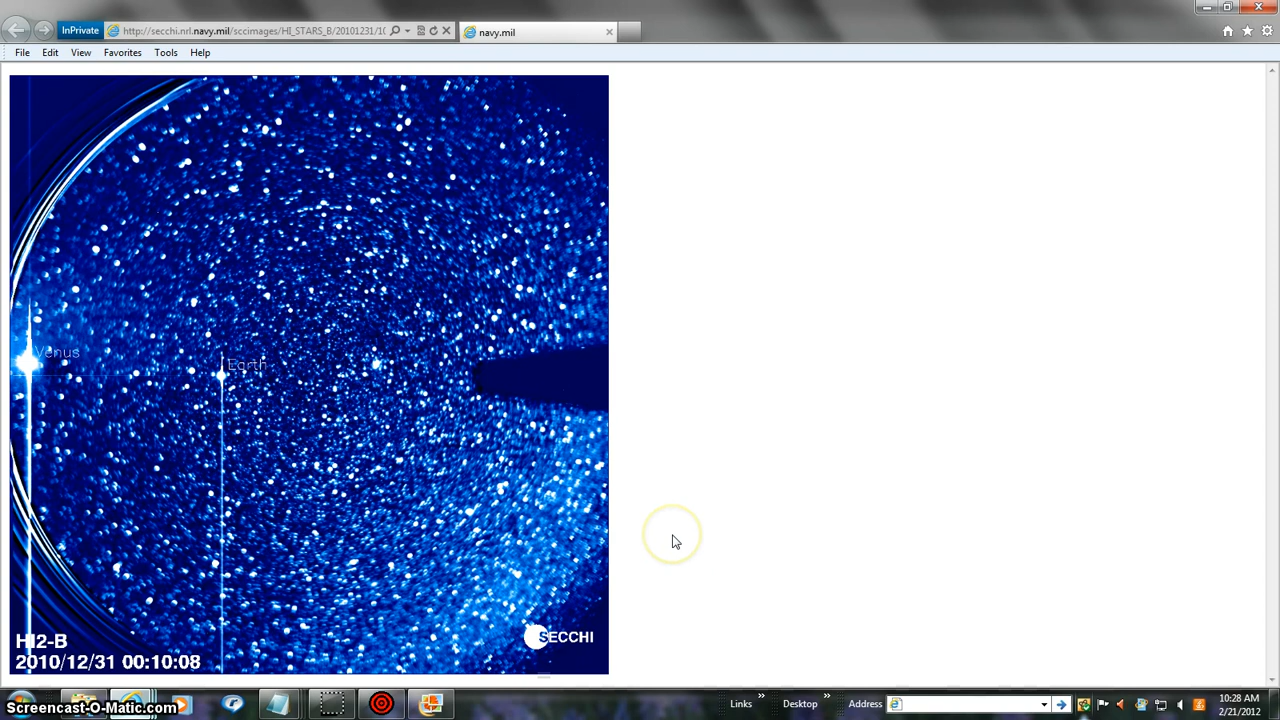 InPrivate
http://secchi.nrl.navy.mil/sccimages/HI_STARS_B/20101231/10
navy.mil
File Edit View Favorites Tools Help
Venus
Earth
HI2-B
2010/12/31 00:10:08
SECCHI
Screencast-O-Matic.com
Links » Desktop » Address
10:28 AM
2/21/2012